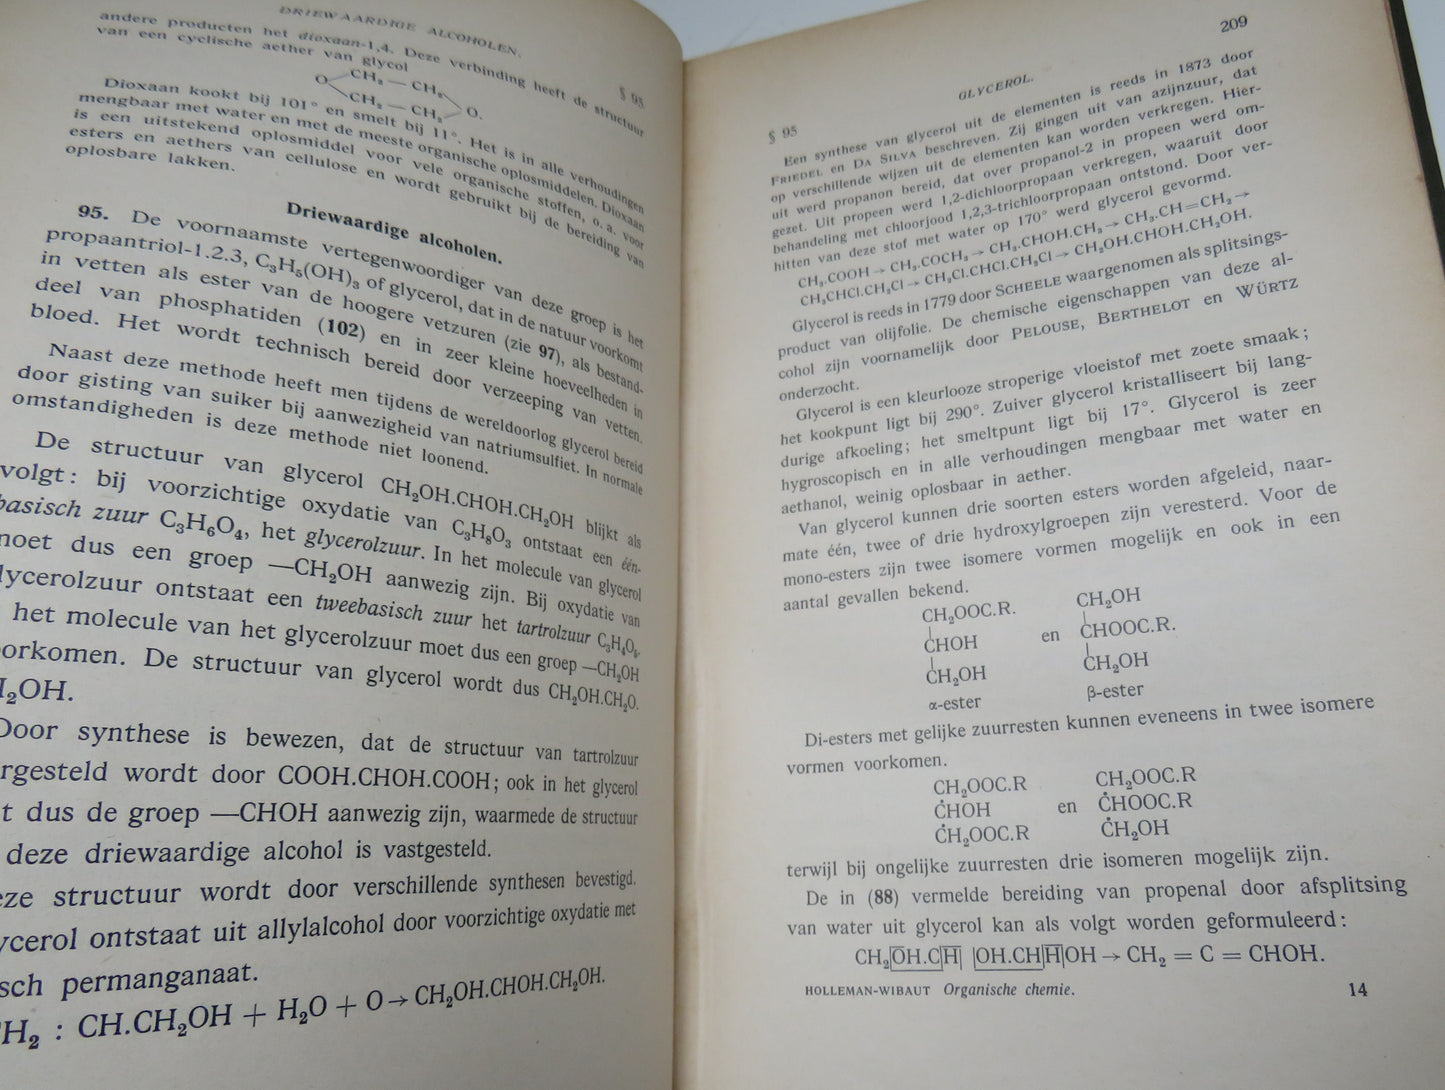 DRIEWAARDIGE ALCOHOLEN.
§ 95
andere producten het dioxaan-1,4. Deze verbinding heeft de structuur
van een cyclische aether van glycol
CH₂ — CH₂
O O.
CH₂ — CH₂
Dioxaan kookt bij 101° en smelt bij 11°. Het is in alle verhoudingen
mengbaar met water en met de meeste organische oplosmiddelen. Dioxaan
is een uitstekend oplosmiddel voor vele organische stoffen, o. a. voor
esters en aethers van cellulose en wordt gebruikt bij de bereiding van
oplosbare lakken.
Driewaardige alcoholen.
95. De voornaamste vertegenwoordiger van deze groep is het
propaantriol-1.2.3, C₃H₅(OH)₃ of glycerol, dat in de natuur voorkomt
in vetten als ester van de hoogere vetzuren (zie 97), als bestand-
deel van phosphatiden (102) en in zeer kleine hoeveelheden in
bloed. Het wordt technisch bereid door verzeeping van vetten.
Naast deze methode heeft men tijdens de wereldoorlog glycerol bereid
door gisting van suiker bij aanwezigheid van natriumsulfiet. In normale
omstandigheden is deze methode niet loonend.
De structuur van glycerol CH₂OH.CHOH.CH₂OH blijkt als
volgt: bij voorzichtige oxydatie van C₃H₈O₃ ontstaat een één-
basisch zuur C₃H₆O₄, het glycerolzuur. In het molecule van glycerol
moet dus een groep —CH₂OH aanwezig zijn. Bij oxydatie van
lycerolzuur ontstaat een tweebasisch zuur het tartrolzuur C₃H₄O₅.
het molecule van het glycerolzuur moet dus een groep —CH₂OH
orkomen. De structuur van glycerol wordt dus CH₂OH.CH₂O.
H₂OH.
Door synthese is bewezen, dat de structuur van tartrolzuur
rgesteld wordt door COOH.CHOH.COOH; ook in het glycerol
t dus de groep —CHOH aanwezig zijn, waarmede de structuur
deze driewaardige alcohol is vastgesteld.
eze structuur wordt door verschillende synthesen bevestigd.
ycerol ontstaat uit allylalcohol door voorzichtige oxydatie met
isch permanganaat.
H₂ : CH.CH₂OH + H₂O + O → CH₂OH.CHOH.CH₂OH.
209
GLYCEROL.
§ 95
Een synthese van glycerol uit de elementen is reeds in 1873 door
FRIEDEL en DA SILVA beschreven. Zij gingen uit van azijnzuur, dat
op verschillende wijzen uit de elementen kan worden verkregen. Hier-
uit werd propanon bereid, dat over propanol-2 in propeen werd om-
gezet. Uit propeen werd 1,2-dichloorpropaan verkregen, waaruit door
behandeling met chloorjood 1,2,3-trichloorpropaan ontstond. Door ver-
hitten van deze stof met water op 170° werd glycerol gevormd.
CH₃.COOH → CH₃.COCH₃ → CH₃.CHOH.CH₃ → CH₃.CH=CH₂ →
CH₃CHCl.CH₂Cl → CH₂Cl.CHCl.CH₂Cl → CH₂OH.CHOH.CH₂OH.
Glycerol is reeds in 1779 door SCHEELE waargenomen als splitsings-
product van olijfolie. De chemische eigenschappen van deze al-
cohol zijn voornamelijk door PELOUSE, BERTHELOT en WÜRTZ
onderzocht.
Glycerol is een kleurlooze stroperige vloeistof met zoete smaak;
het kookpunt ligt bij 290°. Zuiver glycerol kristalliseert bij lang-
durige afkoeling; het smeltpunt ligt bij 17°. Glycerol is zeer
hygroscopisch en in alle verhoudingen mengbaar met water en
aethanol, weinig oplosbaar in aether.
Van glycerol kunnen drie soorten esters worden afgeleid, naar-
mate één, twee of drie hydroxylgroepen zijn veresterd. Voor de
mono-esters zijn twee isomere vormen mogelijk en ook in een
aantal gevallen bekend.
CH₂OOC.R. CH₂OH
CHOH en CHOOC.R.
CH₂OH CH₂OH
α-ester β-ester
Di-esters met gelijke zuurresten kunnen eveneens in twee isomere
vormen voorkomen.
CH₂OOC.R CH₂OOC.R
CHOH en CHOOC.R
CH₂OOC.R CH₂OH
terwijl bij ongelijke zuurresten drie isomeren mogelijk zijn.
De in (88) vermelde bereiding van propenal door afsplitsing
van water uit glycerol kan als volgt worden geformuleerd:
CH₂OH.CH OH.CHHOH → CH₂ = C = CHOH.
HOLLEMAN-WIBAUT Organische chemie. 14